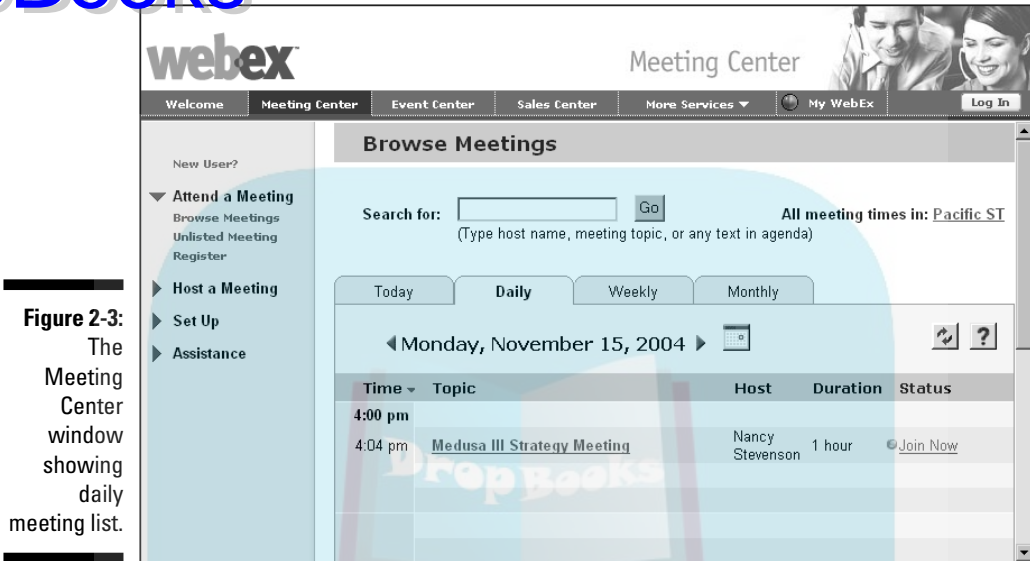 webex
Meeting Center
Welcome Meeting Center Event Center Sales Center More Services My WebEx Log In
New User?
Attend a Meeting
Browse Meetings
Unlisted Meeting
Register
Host a Meeting
Set Up
Assistance
Browse Meetings
Search for: Go All meeting times in: Pacific ST
(Type host name, meeting topic, or any text in agenda)
Today Daily Weekly Monthly
Monday, November 15, 2004 ?
Time Topic Host Duration Status
4:00 pm
4:04 pm Medusa III Strategy Meeting Nancy Stevenson 1 hour Join Now
Drop Books
Figure 2-3:
The
Meeting
Center
window
showing
daily
meeting list.